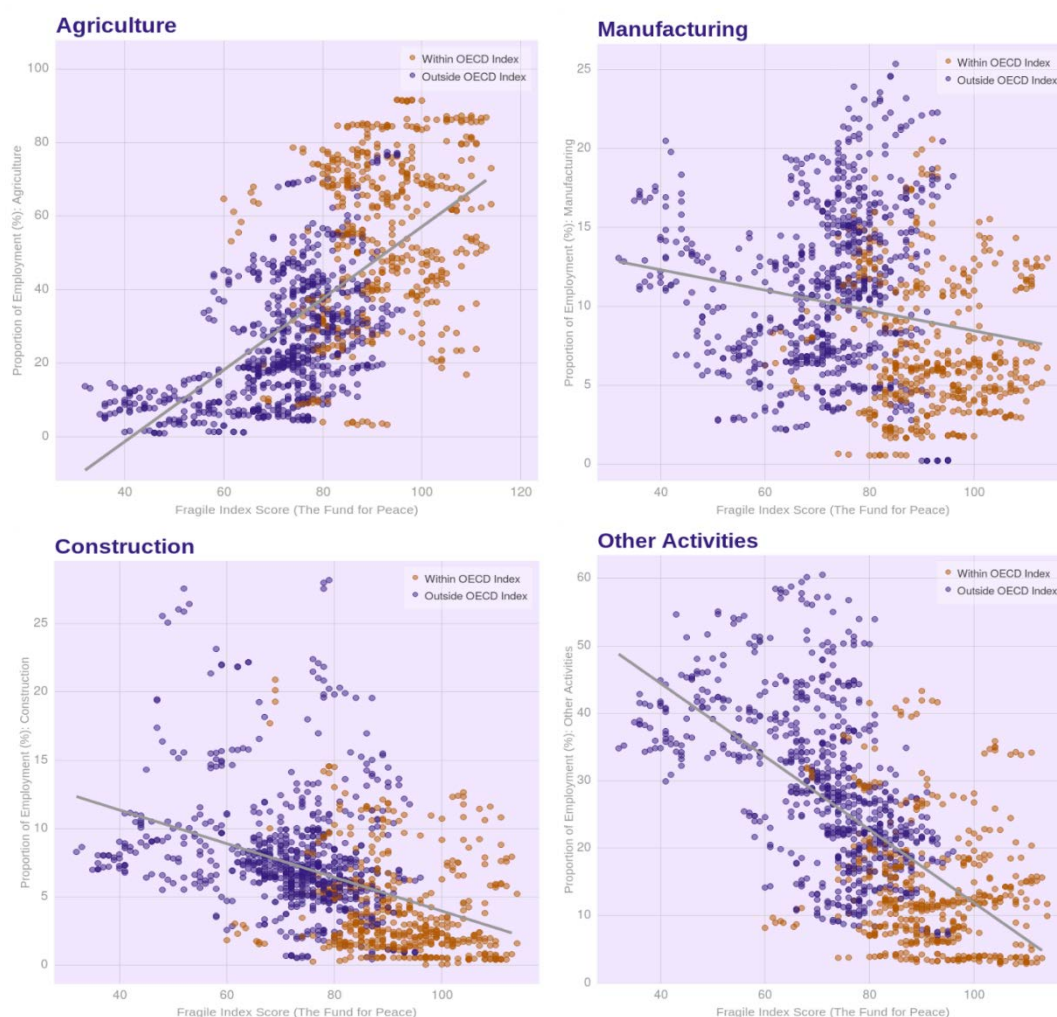 Agriculture
Within OECD Index
Outside OECD Index
100
80
60
40
20
0
Proportion of Employment (%): Agriculture
40 60 80 100 120
Fragile Index Score (The Fund for Peace)
Manufacturing
Within OECD Index
Outside OECD Index
25
20
15
10
5
0
Proportion of Employment (%): Manufacturing
40 60 80 100
Fragile Index Score (The Fund for Peace)
Construction
Within OECD Index
Outside OECD Index
25
20
15
10
5
0
Proportion of Employment (%): Construction
40 60 80 100
Fragile Index Score (The Fund for Peace)
Other Activities
Within OECD Index
Outside OECD Index
60
50
40
30
20
10
0
Proportion of Employment (%): Other Activities
40 60 80 100
Fragile Index Score (The Fund for Peace)